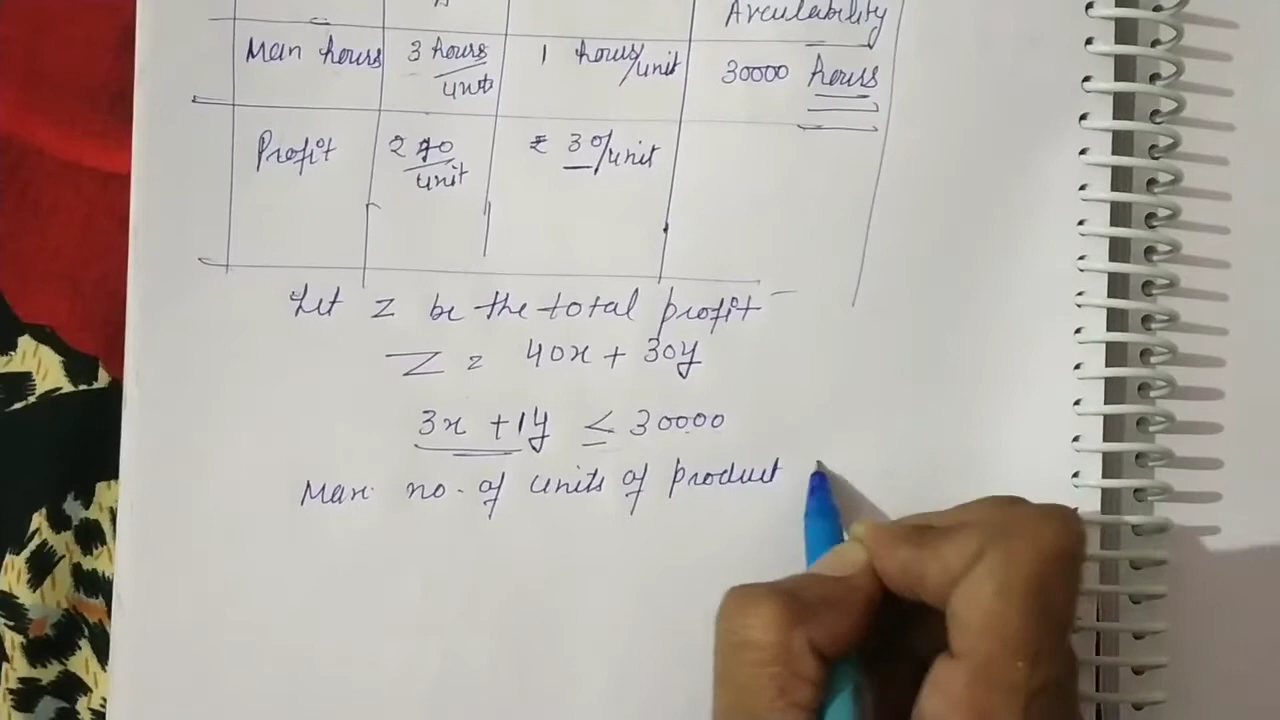 Availability
Man hours 3 hours/unit 1 hours/unit 30000 hours
Profit ₹ 40/unit ₹ 30/unit
Let Z be the total profit
Z = 40x + 30y
3x + 1y ≤ 30000
Max. no. of units of product